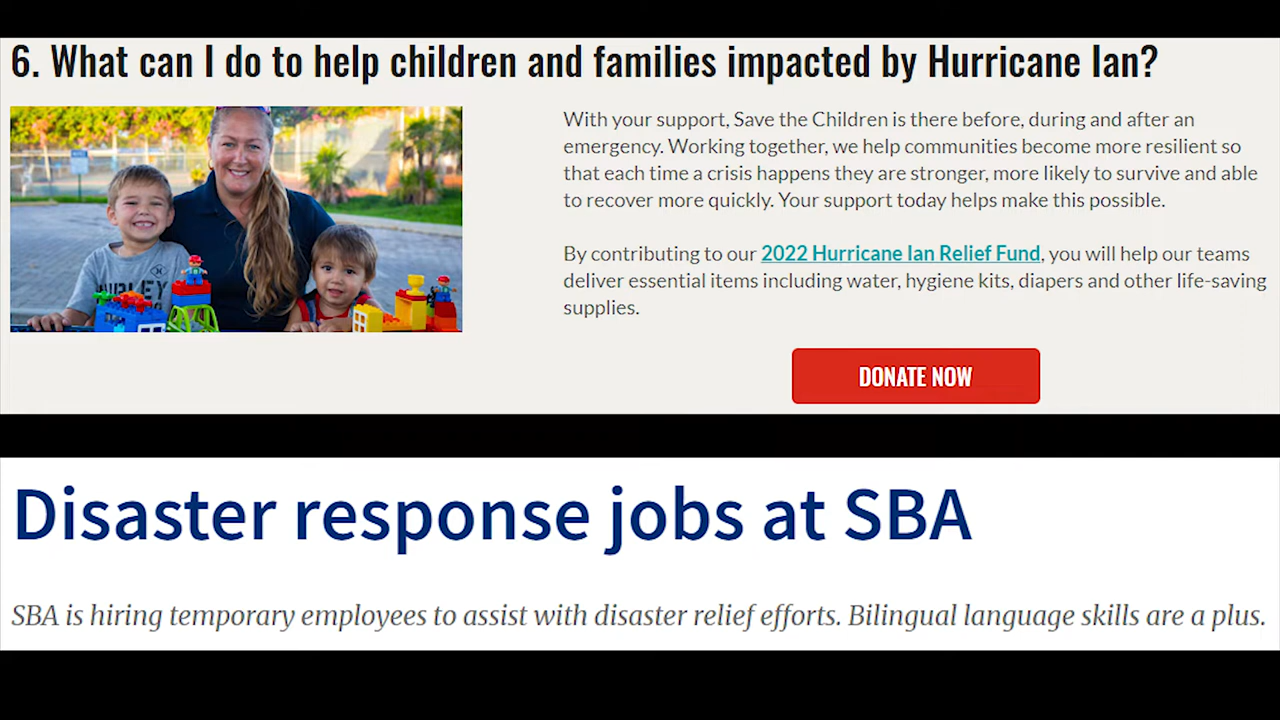 6. What can I do to help children and families impacted by Hurricane Ian?
With your support, Save the Children is there before, during and after an
emergency. Working together, we help communities become more resilient so
that each time a crisis happens they are stronger, more likely to survive and able
to recover more quickly. Your support today helps make this possible.
By contributing to our 2022 Hurricane Ian Relief Fund, you will help our teams
deliver essential items including water, hygiene kits, diapers and other life-saving
supplies.
DONATE NOW
Disaster response jobs at SBA
SBA is hiring temporary employees to assist with disaster relief efforts. Bilingual language skills are a plus.